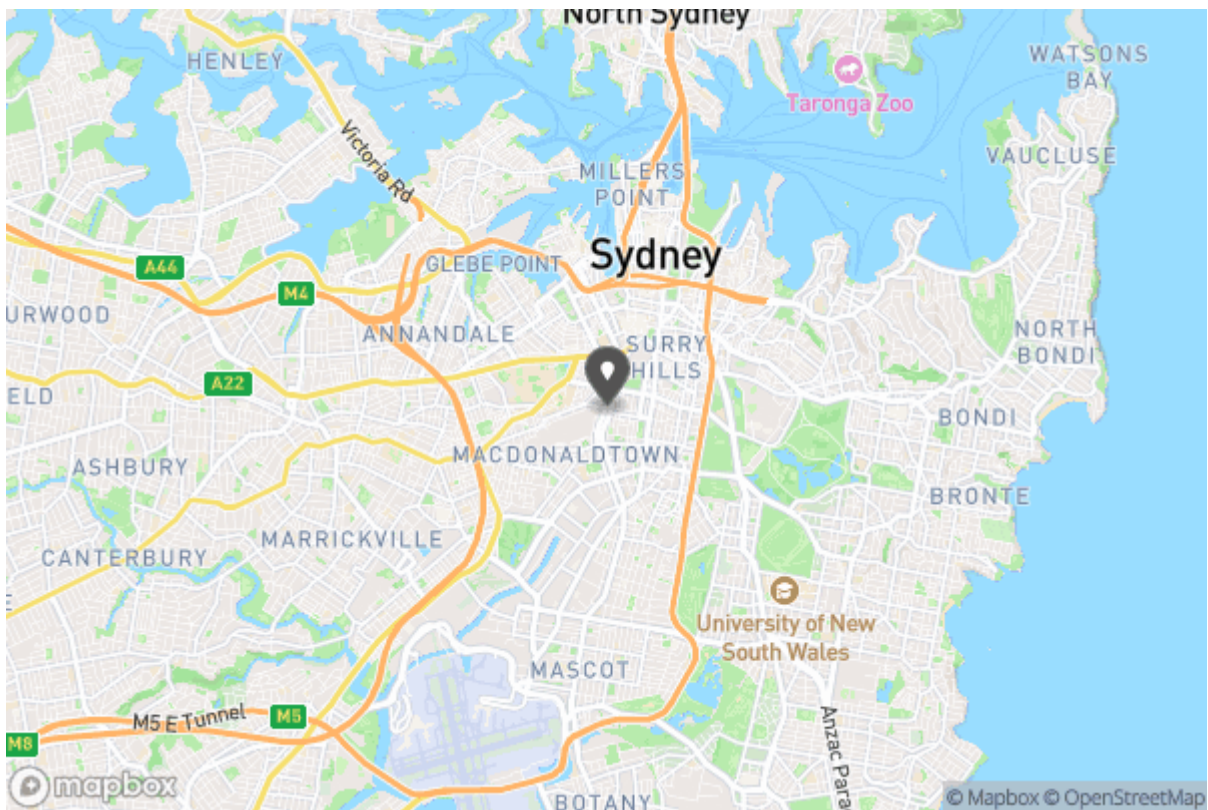 North Sydney
HENLEY
WATSONS
BAY
Taronga Zoo
Victoria Rd
VAUCLUSE
MILLERS
POINT
Sydney
GLEBE POINT
A44
M4
URWOOD
ANNANDALE
SURRY
HILLS
NORTH
BONDI
A22
ELD
BONDI
MACDONALDTOWN
ASHBURY
BRONTE
MARRICKVILLE
CANTERBURY
E
University of New
South Wales
MASCOT
M5 E Tunnel
M5
Anzac Para
M8
mapbox
BOTANY
© Mapbox © OpenStreetMap